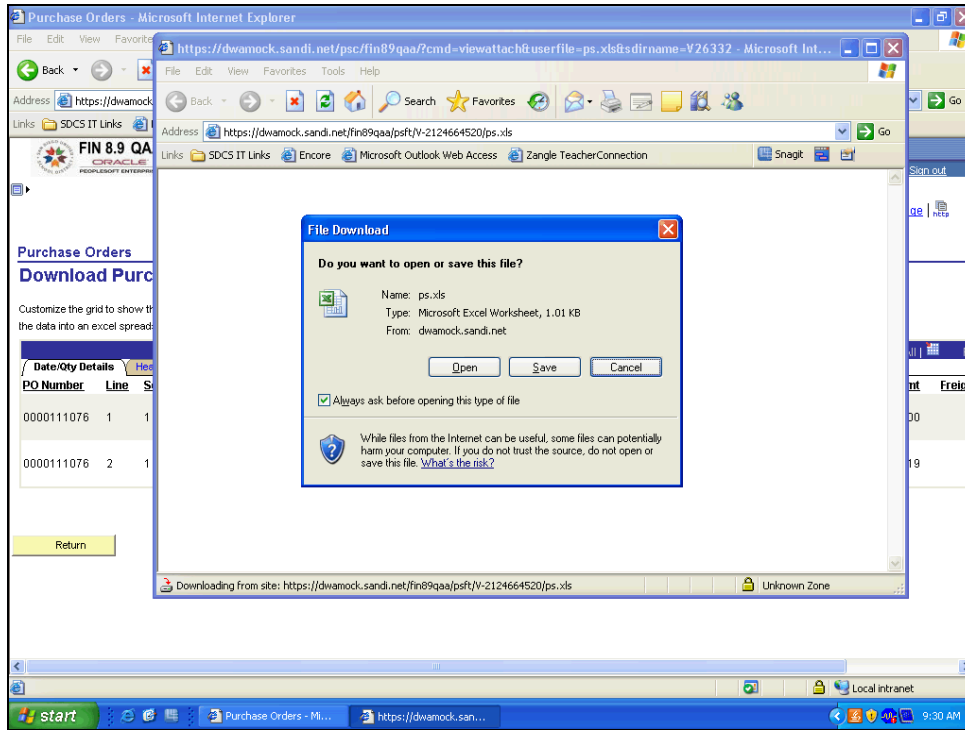 Purchase Orders - Microsoft Internet Explorer
File Edit View Favorite
Back
Address https://dwamock
Go
Links SDCS IT Links
FIN 8.9 QA
ORACLE
PEOPLESOFT ENTERPRI
Sign out
ge | http
Purchase Orders
Download Purc
Customize the grid to show th
the data into an excel spreads
All |
Date/Qty Details Hea
PO Number Line Sc
nt Freig
0000111076 1 1
00
0000111076 2 1
19
Return
https://dwamock.sandi.net/psc/fin89qaa/?cmd=viewattach&userfile=ps.xls&sdirname=V26332 - Microsoft Int...
File Edit View Favorites Tools Help
Back Search Favorites
Address https://dwamock.sandi.net/fin89qaa/psft/V-2124664520/ps.xls Go
Links SDCS IT Links Encore Microsoft Outlook Web Access Zangle TeacherConnection Snagit
File Download
Do you want to open or save this file?
Name: ps.xls
Type: Microsoft Excel Worksheet, 1.01 KB
From: dwamock.sandi.net
Open Save Cancel
Always ask before opening this type of file
While files from the Internet can be useful, some files can potentially
harm your computer. If you do not trust the source, do not open or
save this file. What's the risk?
Downloading from site: https://dwamock.sandi.net/fin89qaa/psft/V-2124664520/ps.xls Unknown Zone
Local intranet
start Purchase Orders - Mi... https://dwamock.san... 9:30 AM